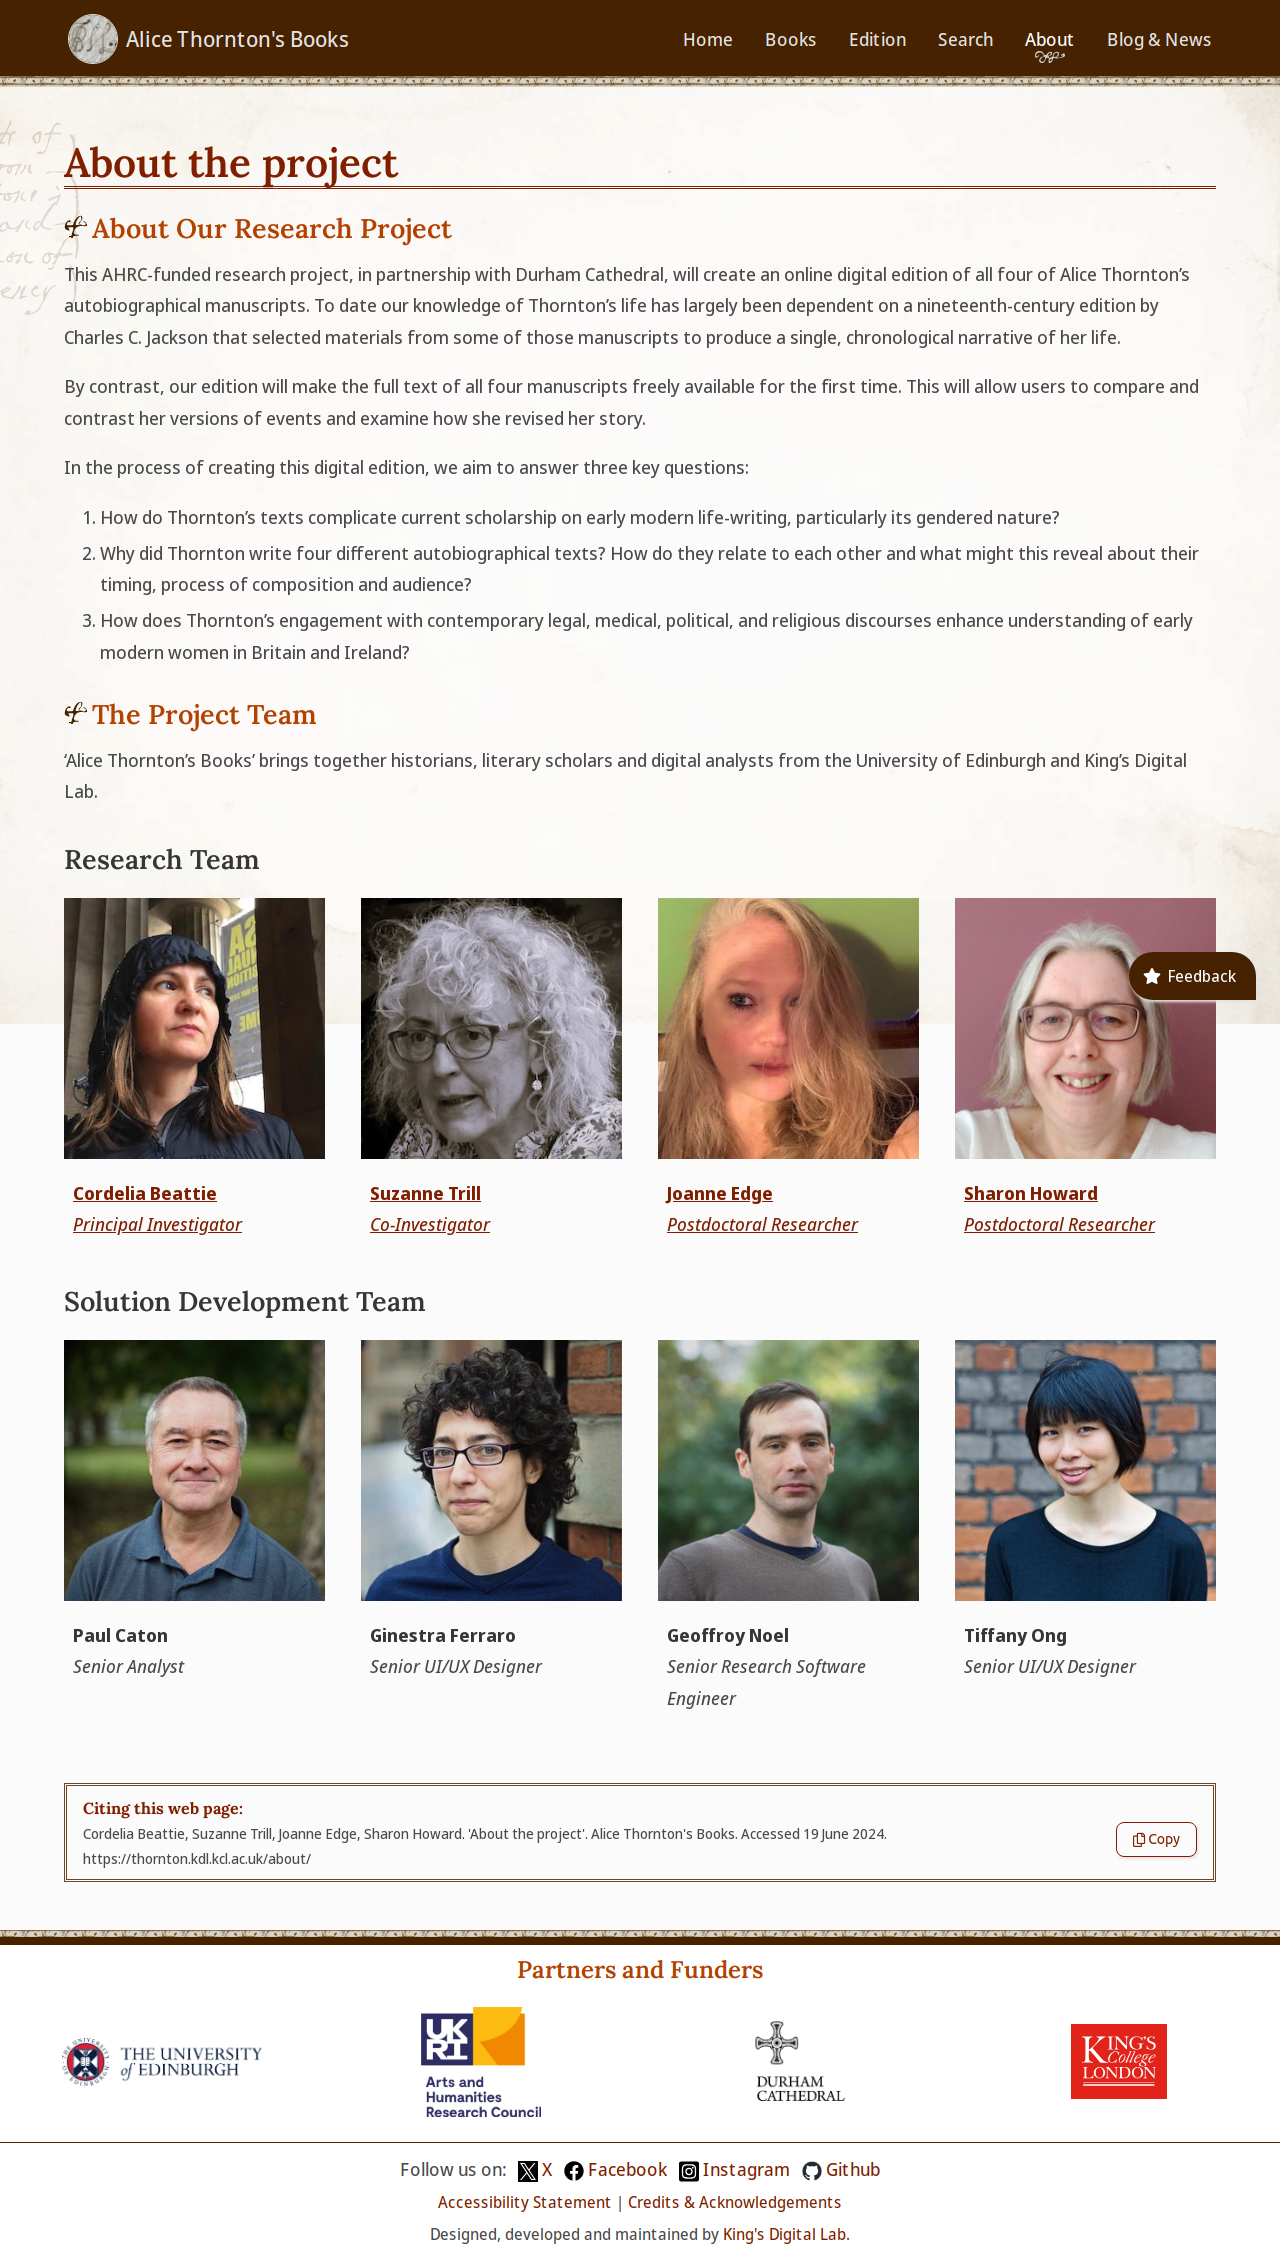 Alice Thornton's Books
Home Books Edition Search About Blog & News
About the project
About Our Research Project
This AHRC-funded research project, in partnership with Durham Cathedral, will create an online digital edition of all four of Alice Thornton’s
autobiographical manuscripts. To date our knowledge of Thornton’s life has largely been dependent on a nineteenth-century edition by
Charles C. Jackson that selected materials from some of those manuscripts to produce a single, chronological narrative of her life.
By contrast, our edition will make the full text of all four manuscripts freely available for the first time. This will allow users to compare and
contrast her versions of events and examine how she revised her story.
In the process of creating this digital edition, we aim to answer three key questions:
1. How do Thornton’s texts complicate current scholarship on early modern life-writing, particularly its gendered nature?
2. Why did Thornton write four different autobiographical texts? How do they relate to each other and what might this reveal about their
timing, process of composition and audience?
3. How does Thornton’s engagement with contemporary legal, medical, political, and religious discourses enhance understanding of early
modern women in Britain and Ireland?
The Project Team
‘Alice Thornton’s Books’ brings together historians, literary scholars and digital analysts from the University of Edinburgh and King’s Digital
Lab.
Research Team
Feedback
Cordelia Beattie
Principal Investigator
Suzanne Trill
Co-Investigator
Joanne Edge
Postdoctoral Researcher
Sharon Howard
Postdoctoral Researcher
Solution Development Team
Paul Caton
Senior Analyst
Ginestra Ferraro
Senior UI/UX Designer
Geoffroy Noel
Senior Research Software
Engineer
Tiffany Ong
Senior UI/UX Designer
Citing this web page:
Cordelia Beattie, Suzanne Trill, Joanne Edge, Sharon Howard. 'About the project'. Alice Thornton's Books. Accessed 19 June 2024.
https://thornton.kdl.kcl.ac.uk/about/
Copy
Partners and Funders
THE UNIVERSITY
of EDINBURGH
UK
RI
Arts and
Humanities
Research Council
DURHAM
CATHEDRAL
KING'S
College
LONDON
Follow us on: X Facebook Instagram Github
Accessibility Statement | Credits & Acknowledgements
Designed, developed and maintained by King's Digital Lab.